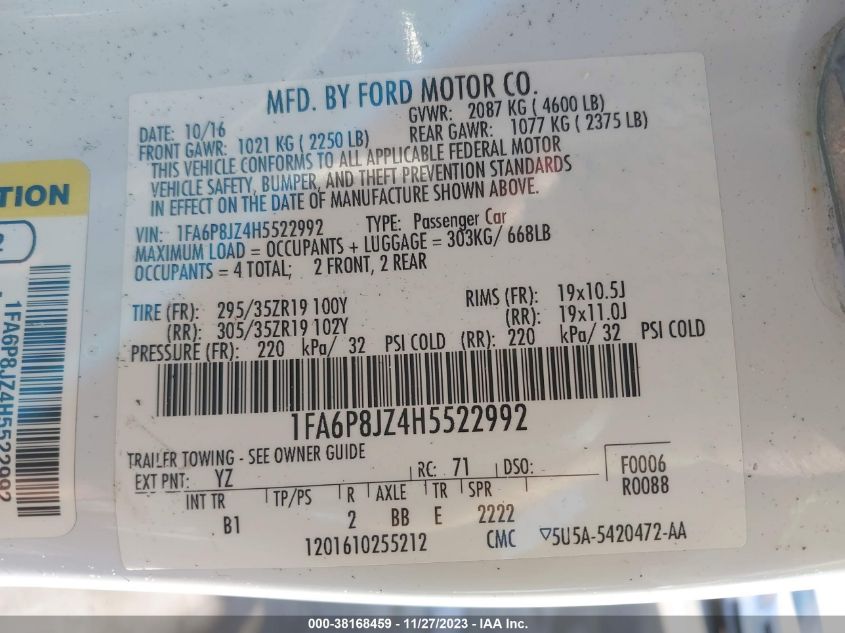 MFD. BY FORD MOTOR CO.
DATE: 10/16 GVWR: 2087 KG ( 4600 LB)
FRONT GAWR: 1021 KG ( 2250 LB) REAR GAWR: 1077 KG ( 2375 LB)
THIS VEHICLE CONFORMS TO ALL APPLICABLE FEDERAL MOTOR
VEHICLE SAFETY, BUMPER, AND THEFT PREVENTION STANDARDS
IN EFFECT ON THE DATE OF MANUFACTURE SHOWN ABOVE.
VIN: 1FA6P8JZ4H5522992 TYPE: Passenger Car
MAXIMUM LOAD = OCCUPANTS + LUGGAGE = 303KG/ 668LB
OCCUPANTS = 4 TOTAL; 2 FRONT, 2 REAR
TIRE (FR): 295/35ZR19 100Y RIMS (FR): 19x10.5J
(RR): 305/35ZR19 102Y (RR): 19x11.0J
PRESSURE (FR): 220 kPa/ 32 PSI COLD (RR): 220 kPa/ 32 PSI COLD
1FA6P8JZ4H5522992
TRAILER TOWING - SEE OWNER GUIDE
EXT PNT: YZ RC: 71 DSO: F0006
R0088
INT TR TP/PS R AXLE TR SPR
B1 2 BB E 2222
1201610255212 CMC ▽5U5A-5420472-AA
TION
2
1FA6P8JZ4H5522992
000-38168459 - 11/27/2023 - IAA Inc.